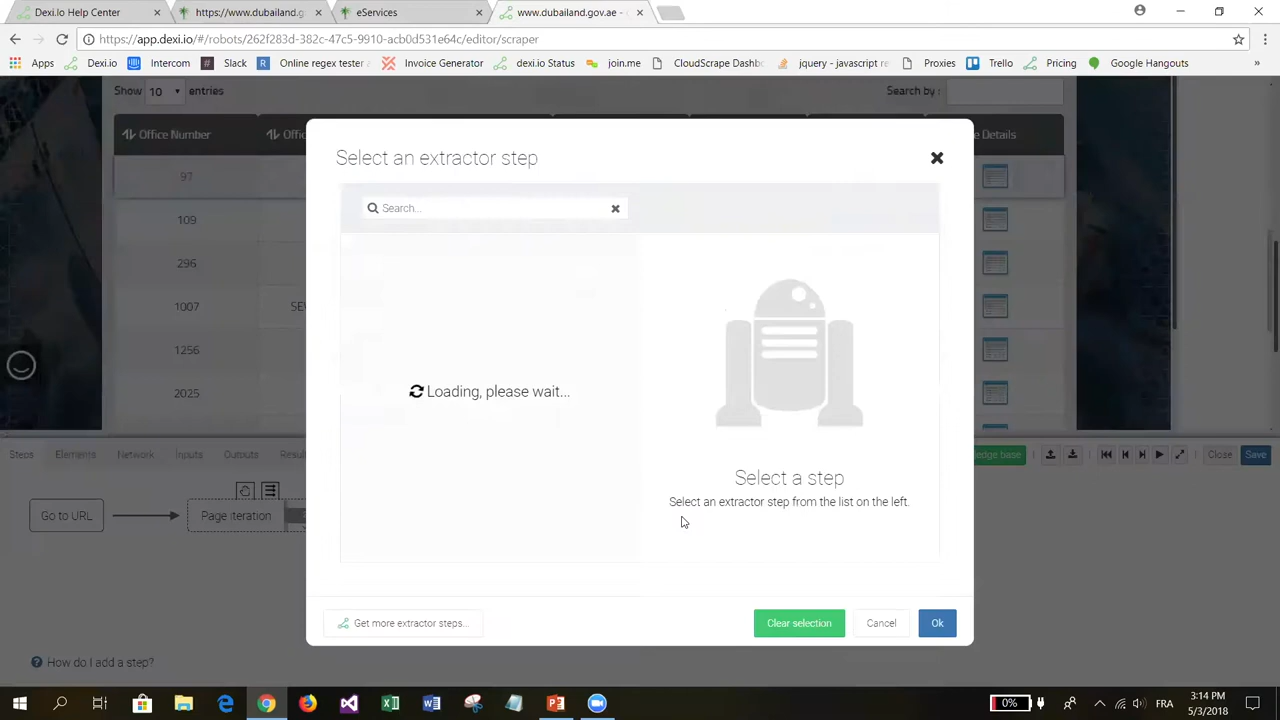 Dexi.Io Help Center
https://www.dubailand.g
eServices
www.dubailand.gov.ae -
https://app.dexi.io/#/robots/262f283d-382c-47c5-9910-acb0d531e64c/editor/scraper
Apps
Dexi.io
Intercom
Slack
Online regex tester
Invoice Generator
dexi.io Status
join.me
CloudScrape Dashb
jquery - javascript re
Proxies
Trello
Pricing
Google Hangouts
Show 10 entries
Search by :
Office Number
Offic
e Details
97
109
296
1007
SEV
1256
2025
Select an extractor step
Search...
Loading, please wait...
Select a step
Select an extractor step from the list on the left.
Get more extractor steps...
Clear selection
Cancel
Ok
Steps
Elements
Network
Inputs
Outputs
Resul
ledge base
Close
Save
Go to URL
Page iteration
How do I add a step?
0%
FRA
3:14 PM
5/3/2018